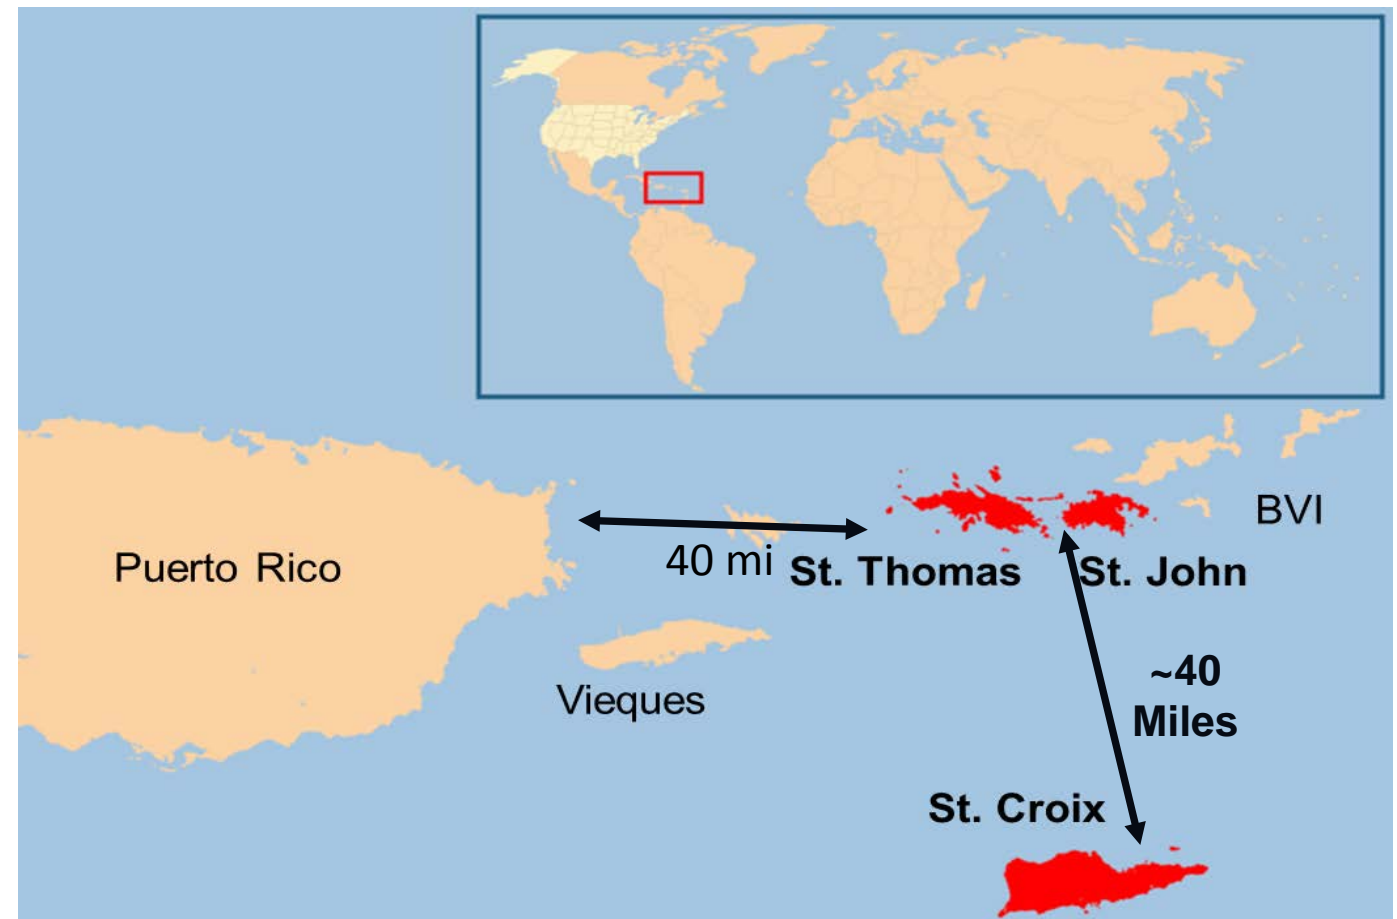 BVI
Puerto Rico
40 mi
St. Thomas
St. John
Vieques
~40
Miles
St. Croix